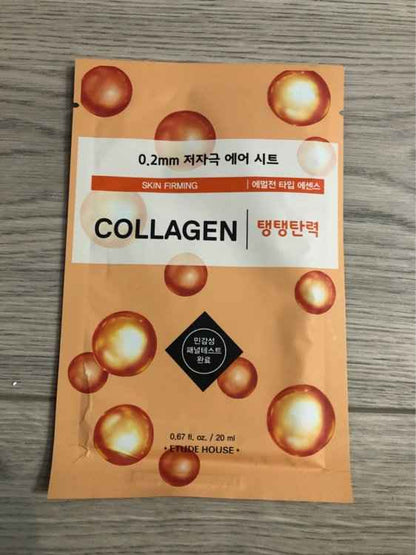 0.2mm 저자극 에어 시트
SKIN FIRMING
에멀전 타입 에센스
COLLAGEN
탱탱탄력
민감성
패널테스트
완료
0.67 fl. oz. / 20 ml
• ETUDE HOUSE •